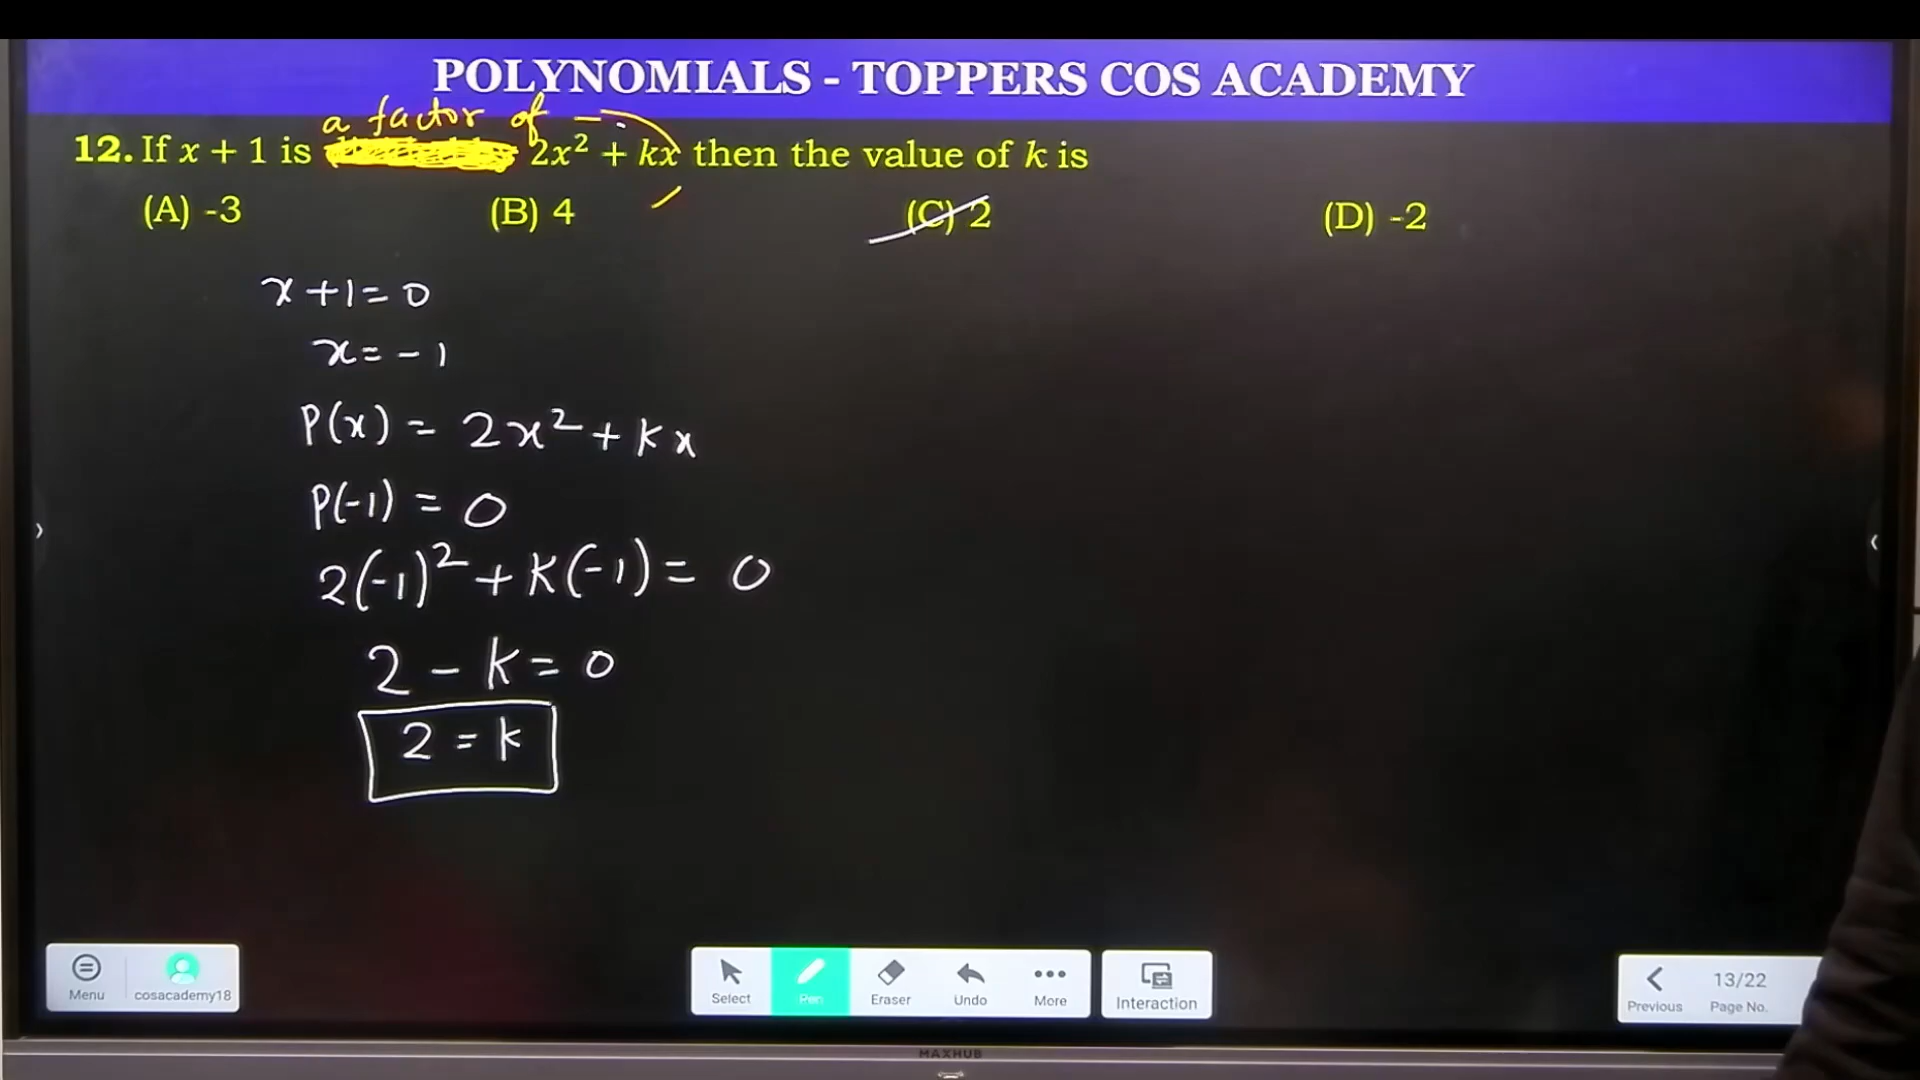 POLYNOMIALS - TOPPERS COS ACADEMY
a factor of
12. If x + 1 is 2x² + kx then the value of k is
(A) -3 (B) 4 (C) 2 (D) -2
x + 1 = 0
x = - 1
P(x) = 2x² + kx
P(-1) = 0
2(-1)² + k(-1) = 0
2 - k = 0
2 = k
Menu cosacademy18 Select Pen Eraser Undo More Interaction Previous 13/22 Page No.
MAXHUB